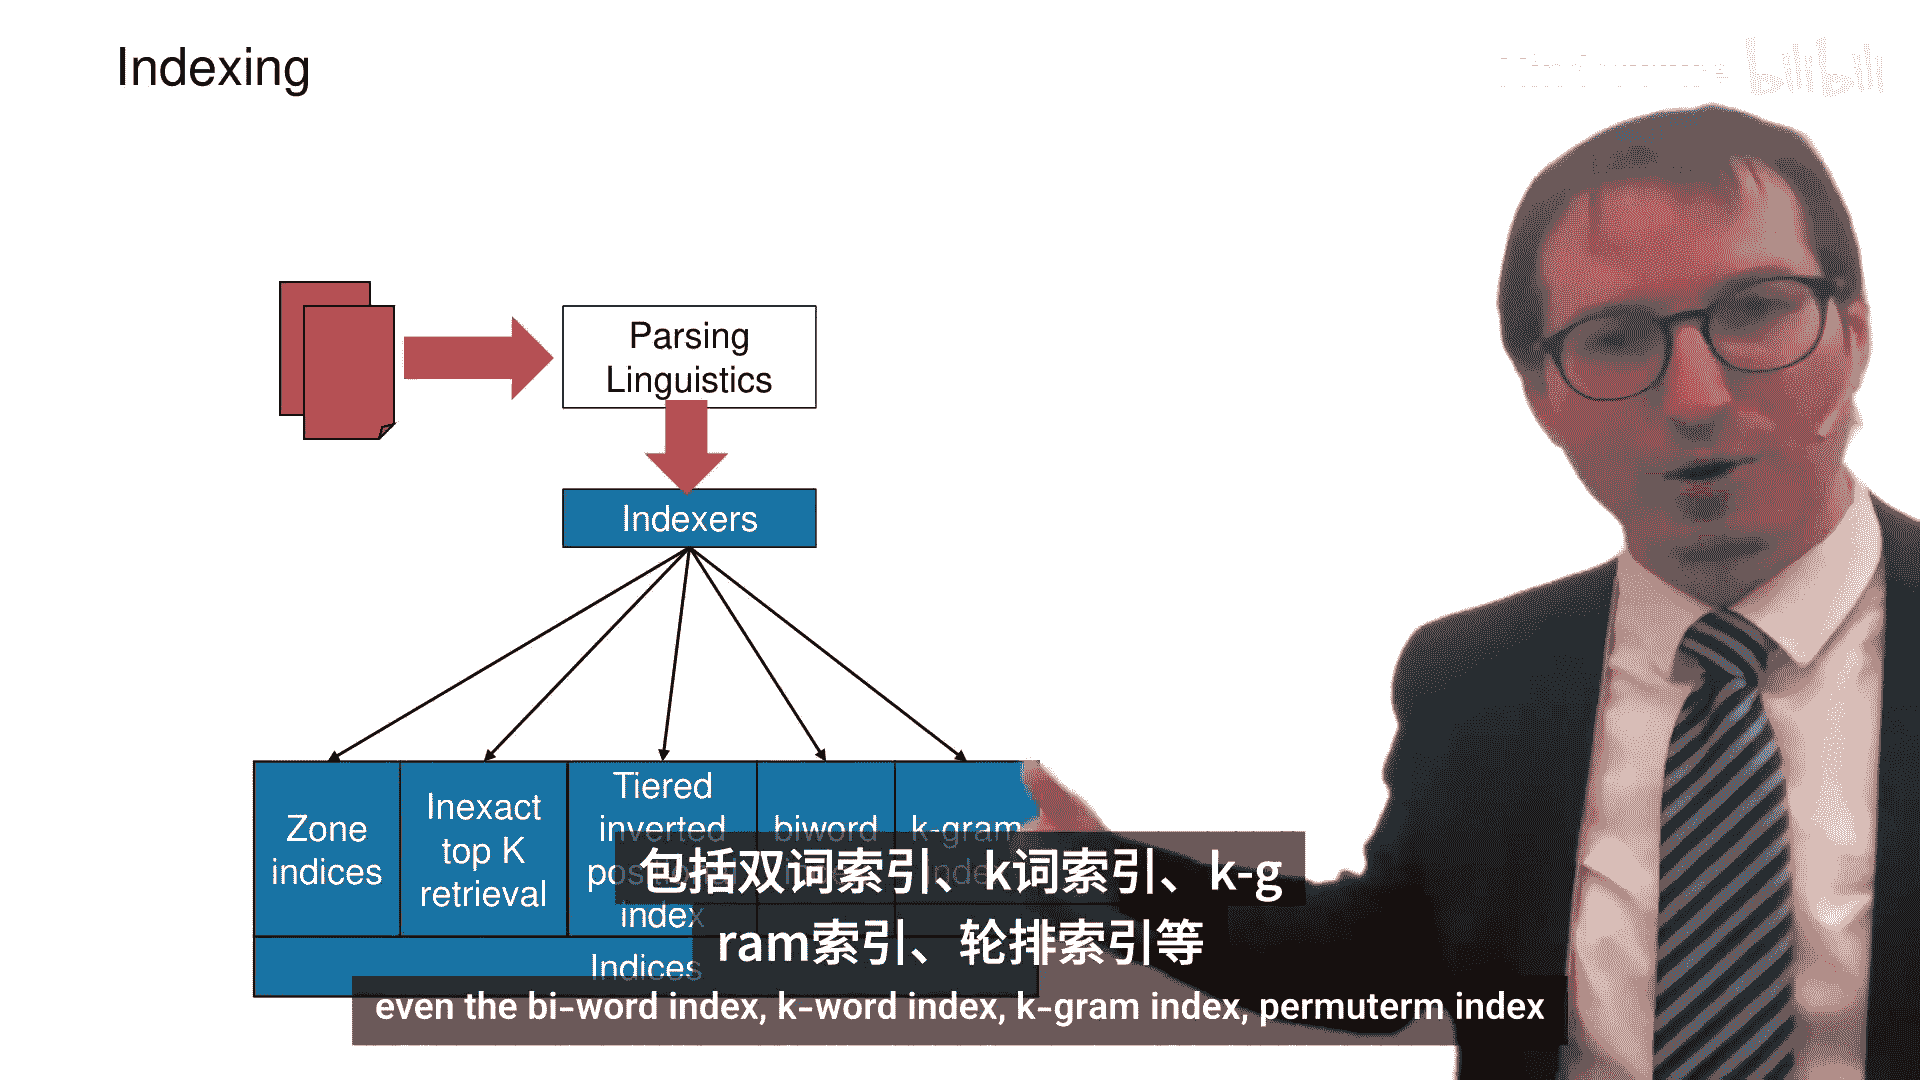 Indexing
bilibili
Parsing
Linguistics
Indexers
Zone
indices
Inexact
top K
retrieval
Tiered
inverted
index
biword
k-gram
Indices
包括双词索引、k词索引、k-g
ram索引、轮排索引等
even the bi-word index, k-word index, k-gram index, permuterm index